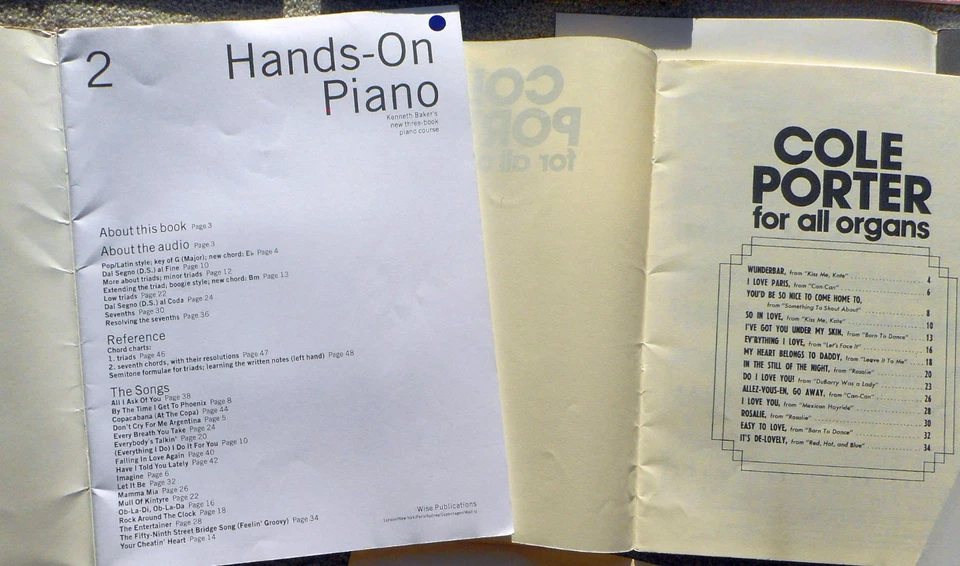 2
Hands-On
Piano
Kenneth Baker's
new three-book
piano course
About this book Page 3
About the audio Page 3
Pop/Latin style; key of G (Major); new chord: E♭ Page 4
Dal Segno (D.S.) al Fine Page 10
More about triads; minor triads Page 12
Extending the triad; boogie style; new chord: Bm Page 13
Low triads Page 22
Dal Segno (D.S.) al Coda Page 24
Sevenths Page 30
Resolving the sevenths Page 36
Reference
Chord charts:
1. triads Page 46
2. seventh chords, with their resolutions Page 47
Semitone formulae for triads; learning the written notes (left hand) Page 48
The Songs
All I Ask Of You Page 38
By The Time I Get To Phoenix Page 8
Copacabana (At The Copa) Page 44
Don't Cry For Me Argentina Page 5
Every Breath You Take Page 24
Everybody's Talkin' Page 20
(Everything I Do) I Do It For You Page 10
Falling In Love Again Page 40
Have I Told You Lately Page 42
Imagine Page 6
Let It Be Page 32
Mamma Mia Page 26
Mull Of Kintyre Page 22
Ob-La-Di, Ob-La-Da Page 16
Rock Around The Clock Page 18
The Entertainer Page 28
The Fifty-Ninth Street Bridge Song (Feelin' Groovy) Page 34
Your Cheatin' Heart Page 14
Wise Publications
London/New York/Paris/Sydney/Copenhagen/Madrid
COLE
PORTER
for all organs
WUNDERBAR, from "Kiss Me, Kate" 4
I LOVE PARIS, from "Can-Can" 6
YOU'D BE SO NICE TO COME HOME TO,
from "Something To Shout About" 8
SO IN LOVE, from "Kiss Me, Kate" 10
I'VE GOT YOU UNDER MY SKIN, from "Born To Dance" 13
EV'RYTHING I LOVE, from "Let's Face It" 16
MY HEART BELONGS TO DADDY, from "Leave It To Me" 18
IN THE STILL OF THE NIGHT, from "Rosalie" 20
DO I LOVE YOU? from "DuBarry Was a Lady" 23
ALLEZ-VOUS-EN, GO AWAY, from "Can-Can" 26
I LOVE YOU, from "Mexican Hayride" 28
ROSALIE, from "Rosalie" 30
EASY TO LOVE, from "Born To Dance" 32
IT'S DE-LOVELY, from "Red, Hot, and Blue" 34